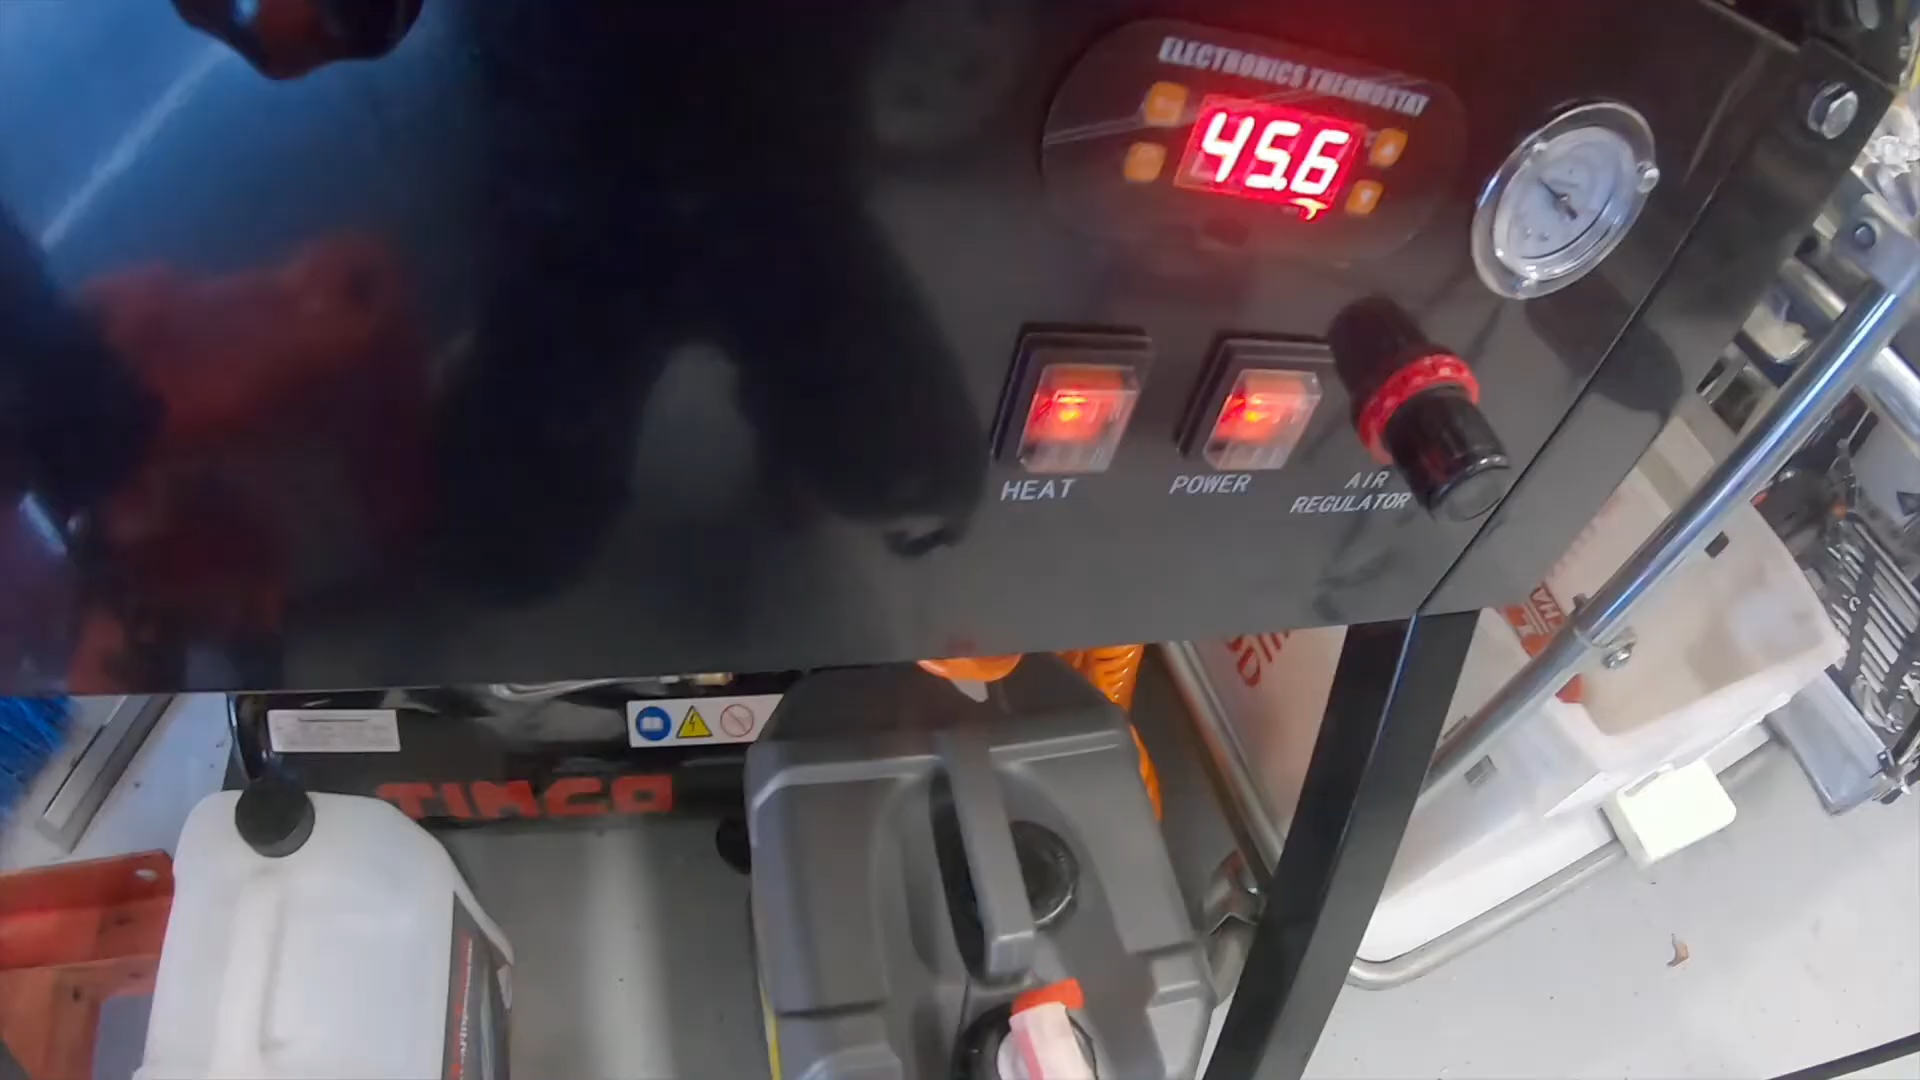 ELECTRONICS THERMOSTAT
45.6
HEAT
POWER
AIR
REGULATOR
TIMCO